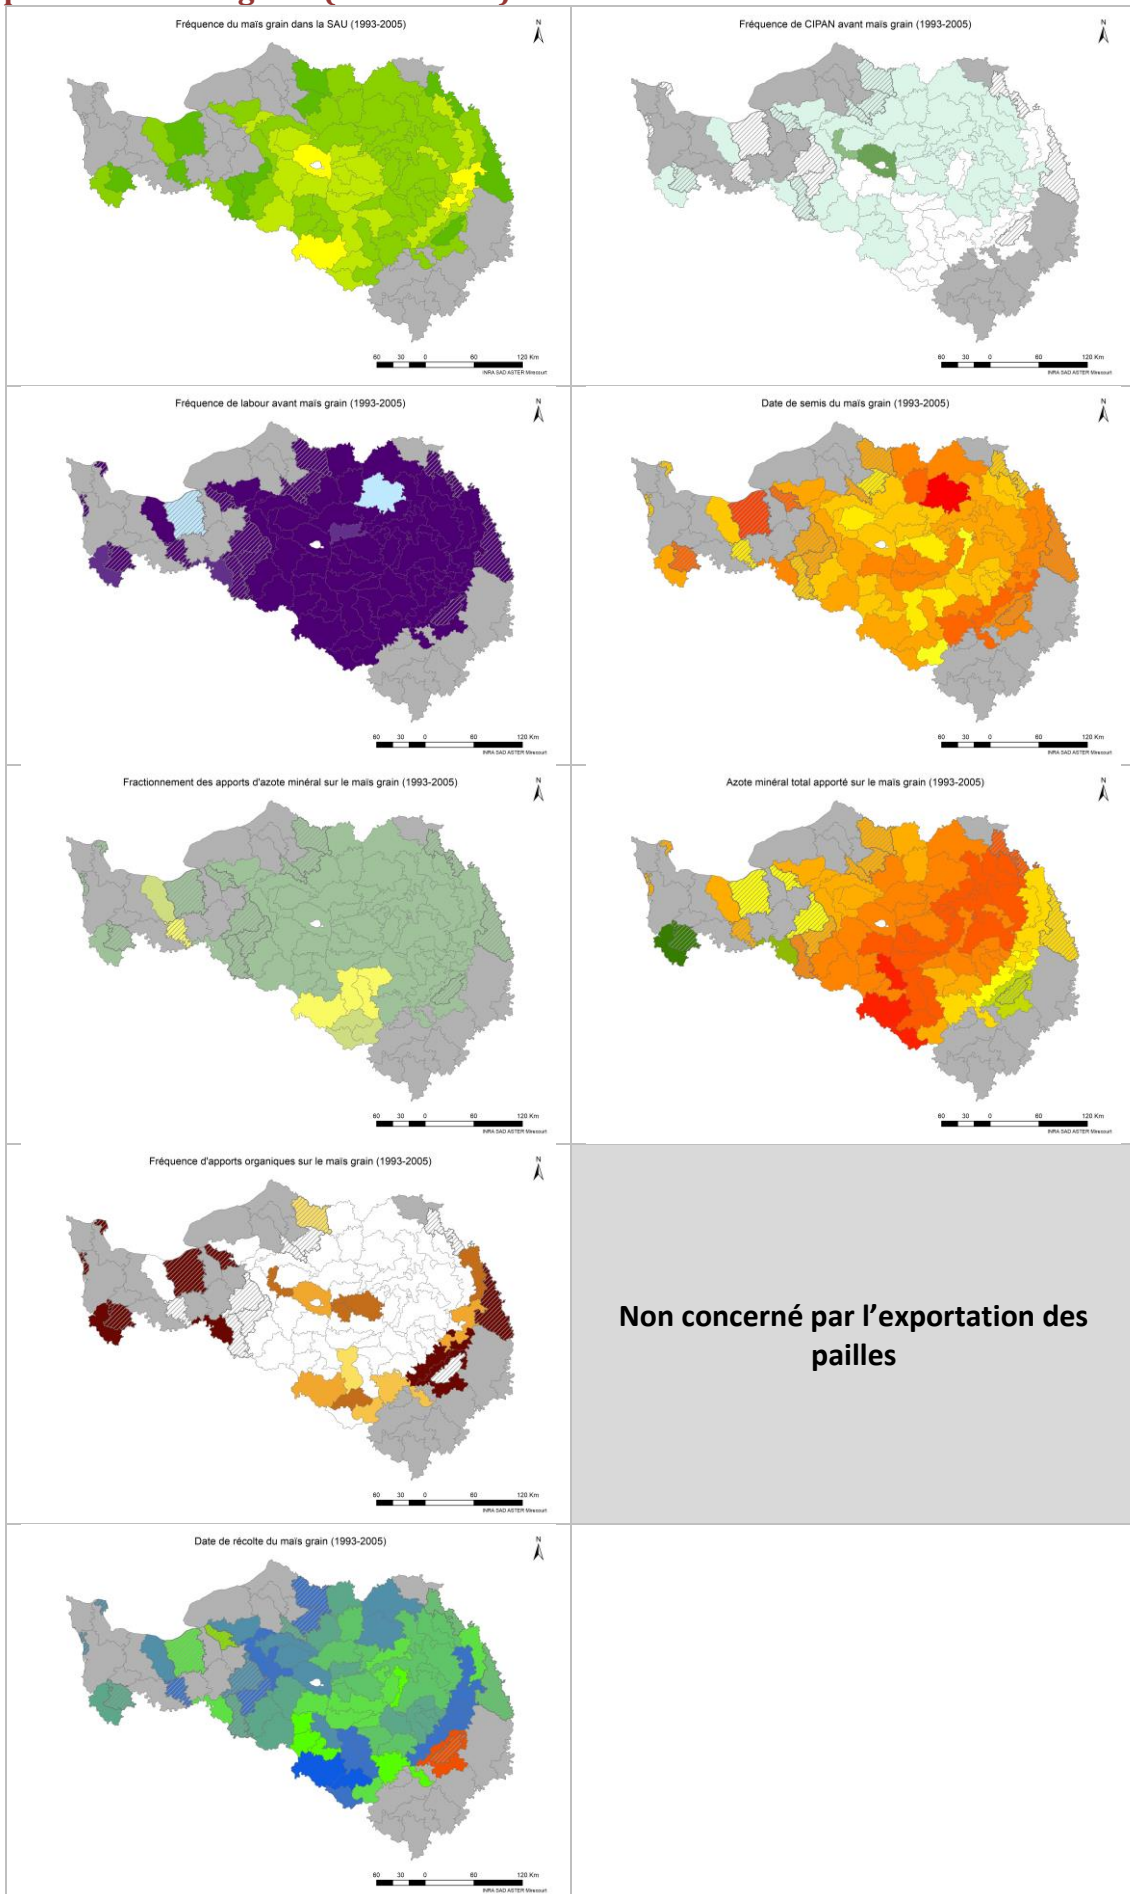 Fréquence du maïs grain dans la SAU (1993-2005)
N
60 30 0 60 120 Km
INRA SAD ASTER Mirecourt
Fréquence de CIPAN avant maïs grain (1993-2005)
N
60 30 0 60 120 Km
INRA SAD ASTER Mirecourt
Fréquence de labour avant maïs grain (1993-2005)
N
60 30 0 60 120 Km
INRA SAD ASTER Mirecourt
Date de semis du maïs grain (1993-2005)
N
60 30 0 60 120 Km
INRA SAD ASTER Mirecourt
Fractionnement des apports d'azote minéral sur le maïs grain (1993-2005)
N
60 30 0 60 120 Km
INRA SAD ASTER Mirecourt
Azote minéral total apporté sur le maïs grain (1993-2005)
N
60 30 0 60 120 Km
INRA SAD ASTER Mirecourt
Fréquence d'apports organiques sur le maïs grain (1993-2005)
N
60 30 0 60 120 Km
INRA SAD ASTER Mirecourt
Non concerné par l'exportation des
pailles
Date de récolte du maïs grain (1993-2005)
N
60 30 0 60 120 Km
INRA SAD ASTER Mirecourt